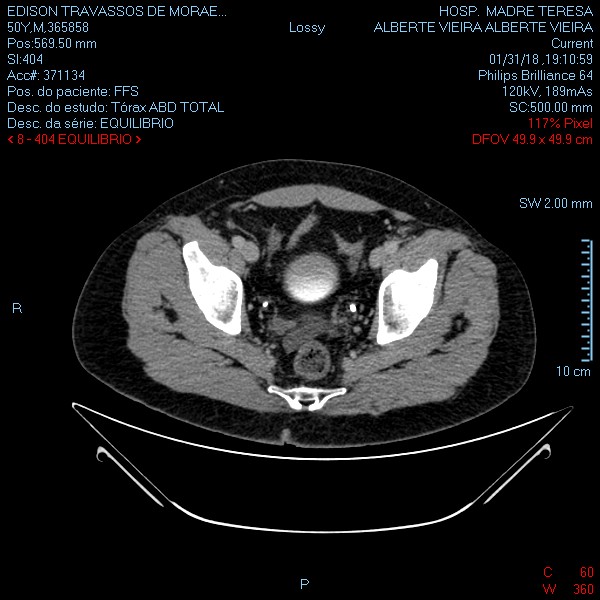 EDISON TRAVASSOS DE MORAE...
50Y,M,365858
Pos:569.50 mm
SI:404
Acc#: 371134
Pos. do paciente: FFS
Desc. do estudo: Tórax ABD TOTAL
Desc. da série: EQUILIBRIO
< 8 - 404 EQUILIBRIO >
Lossy
HOSP. MADRE TERESA
ALBERTE VIEIRA ALBERTE VIEIRA
Current
01/31/18 ,19:10:59
Philips Brilliance 64
120kV, 189mAs
SC:500.00 mm
117% Pixel
DFOV 49.9 x 49.9 cm
SW 2.00 mm
R
10 cm
P
C 60
W 360